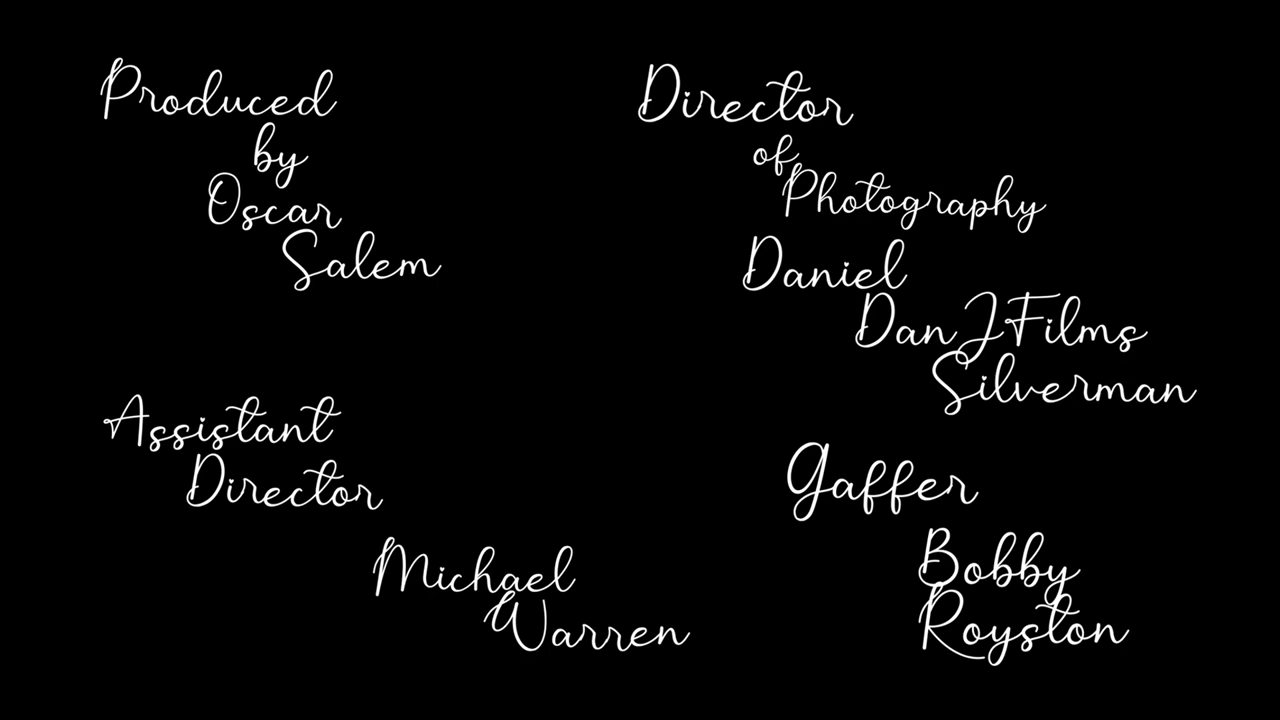 Produced
by
Oscar
Salem
Director
of
Photography
Daniel
DanJFilms
Silverman
Assistant
Director
Michael
Warren
Gaffer
Bobby
Royston